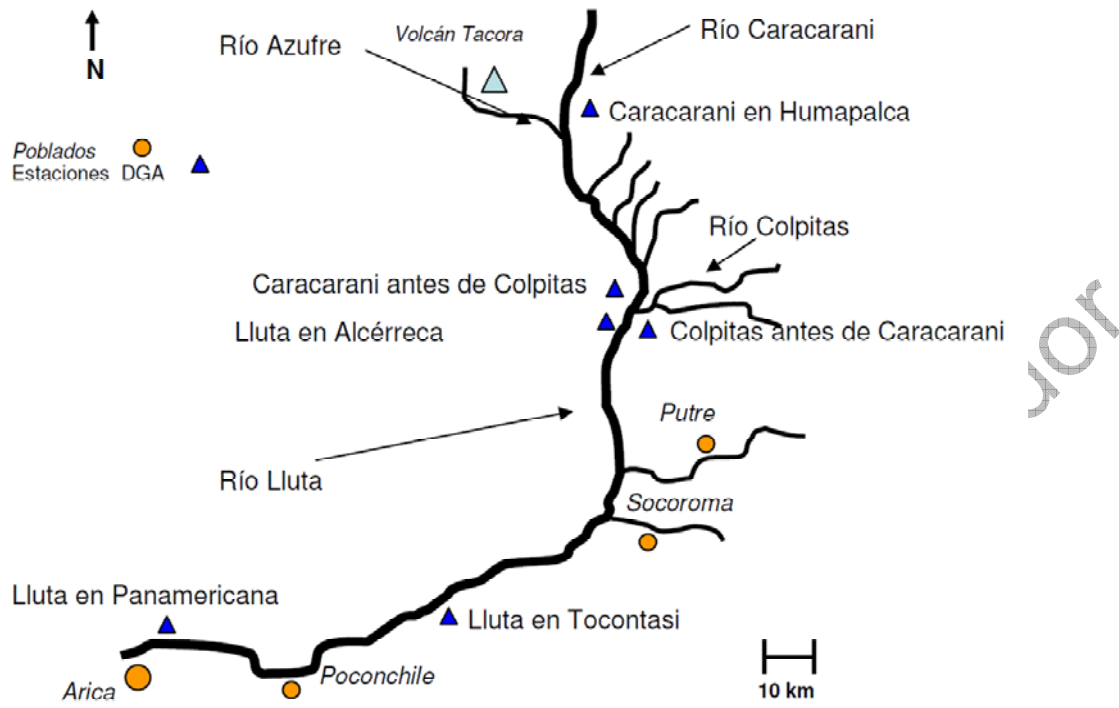 Río Caracarani
Volcán Tacora
Río Azufre
N
Caracarani en Humapalca
Poblados
Estaciones DGA
Río Colpitas
Caracarani antes de Colpitas
Lluta en Alcérreca
Colpitas antes de Caracarani
Putre
Río Lluta
Socoroma
Lluta en Panamericana
Lluta en Tocontasi
Poconchile
Arica
10 km